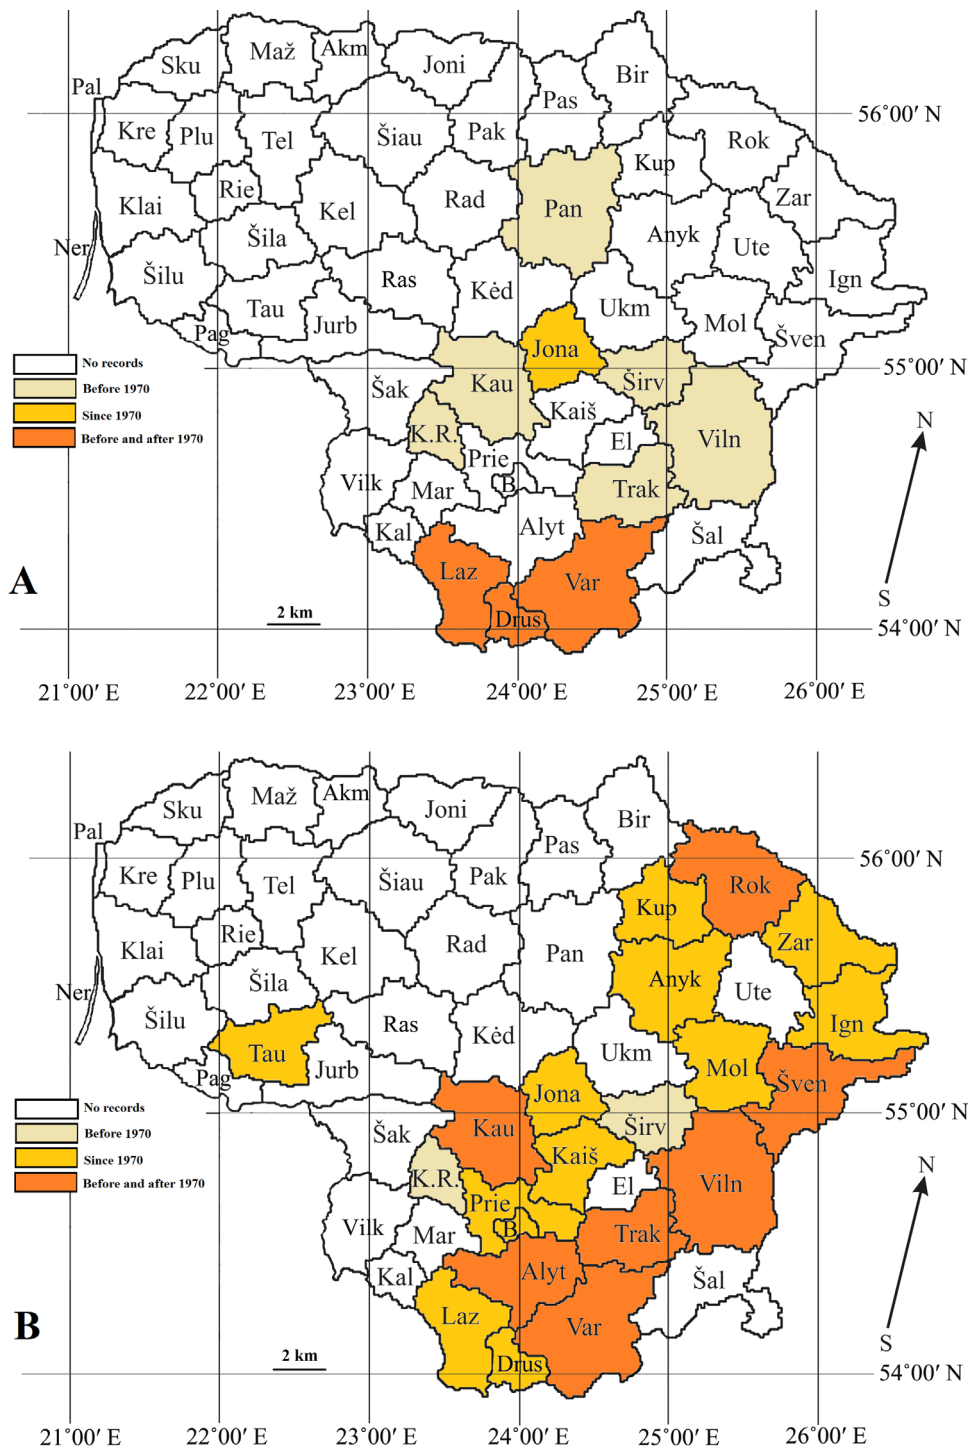 Sku Maž Akm Joni
Pal Pas Bir
56°00' N
Kre Plu Tel Šiau Pak Rok
Kup
Klai Rie Kel Rad Pan Zar
Ner Šila Anyk Ute
Šilu Ras Kėd Ign
Tau Jurb Ukm Mol
Pag Jona Šven
No records
55°00' N
Before 1970
Šak Kau Širv
Since 1970
Kaiš
Before and after 1970
K.R. El Viln
N
Prie
Vilk Mar B Trak
Kal Alyt Šal
A
Laz Var
S
2 km
Drus
54°00' N
21°00' E 22°00' E 23°00' E 24°00' E 25°00' E 26°00' E
Sku Maž Akm Joni
Pal Pas Bir
56°00' N
Kre Plu Tel Šiau Pak Rok
Kup
Klai Rie Kel Rad Pan Zar
Ner Šila Anyk Ute
Šilu Ras Kėd Ign
Tau Jurb Ukm Mol
Pag Jona Šven
No records
55°00' N
Before 1970
Šak Kau Širv
Since 1970
Kaiš
Before and after 1970
K.R. El Viln
N
Prie
Vilk Mar B Trak
Kal Alyt Šal
B
Laz Var
S
2 km
Drus
54°00' N
21°00' E 22°00' E 23°00' E 24°00' E 25°00' E 26°00' E